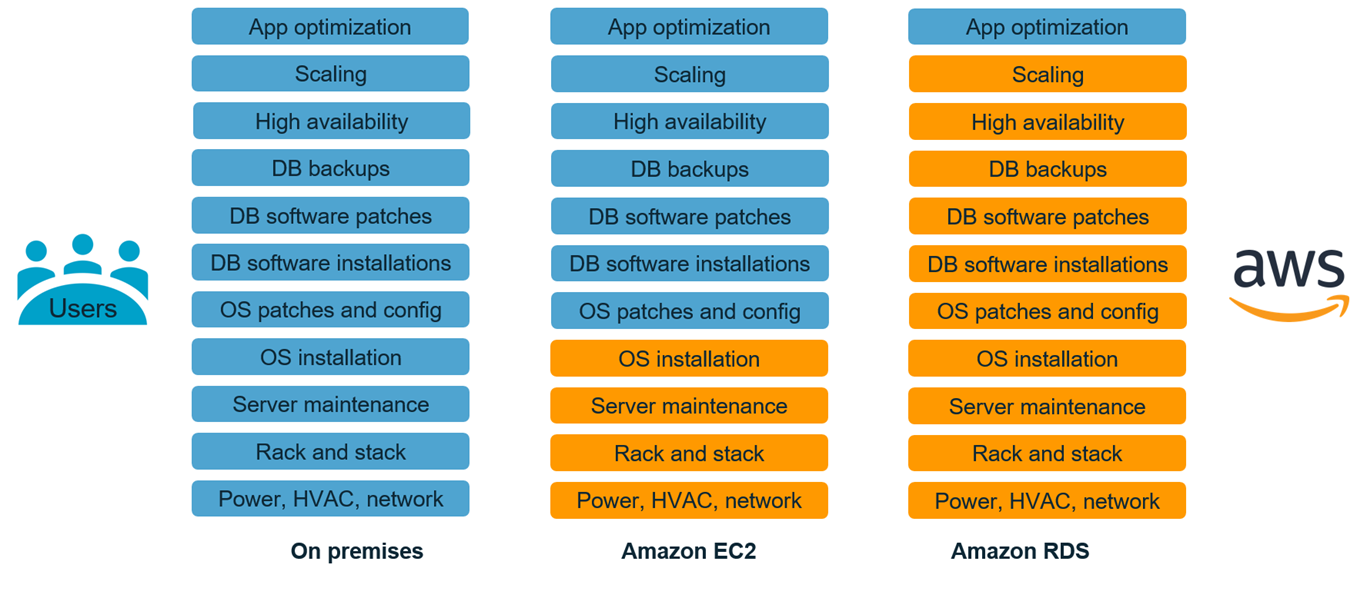 App optimization
Scaling
High availability
DB backups
DB software patches
DB software installations
OS patches and config
OS installation
Server maintenance
Rack and stack
Power, HVAC, network
On premises
App optimization
Scaling
High availability
DB backups
DB software patches
DB software installations
OS patches and config
OS installation
Server maintenance
Rack and stack
Power, HVAC, network
Amazon EC2
App optimization
Scaling
High availability
DB backups
DB software patches
DB software installations
OS patches and config
OS installation
Server maintenance
Rack and stack
Power, HVAC, network
Amazon RDS
Users
aws